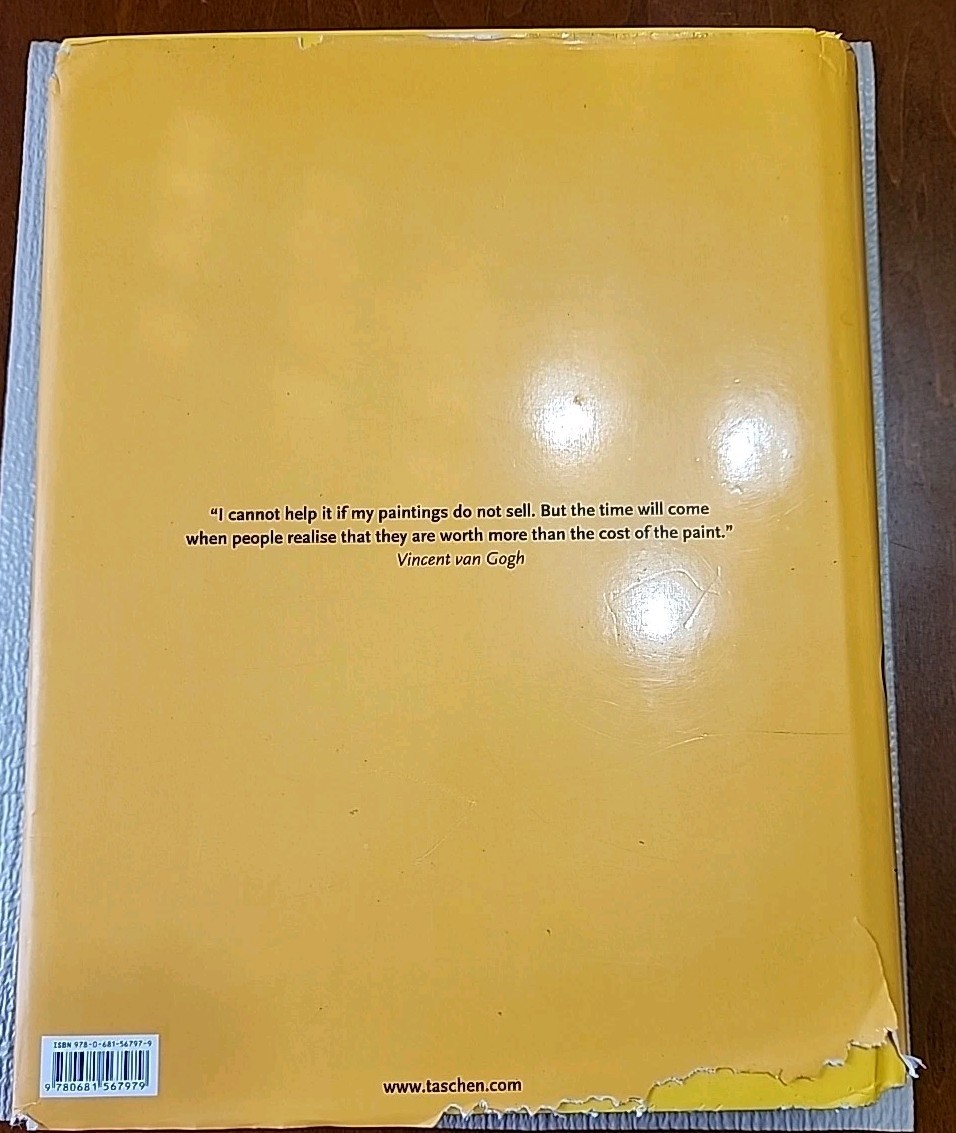 “I cannot help it if my paintings do not sell. But the time will come
when people realise that they are worth more than the cost of the paint.”
Vincent van Gogh
ISBN 978-0-681-56797-9
9 780681 567979
www.taschen.com